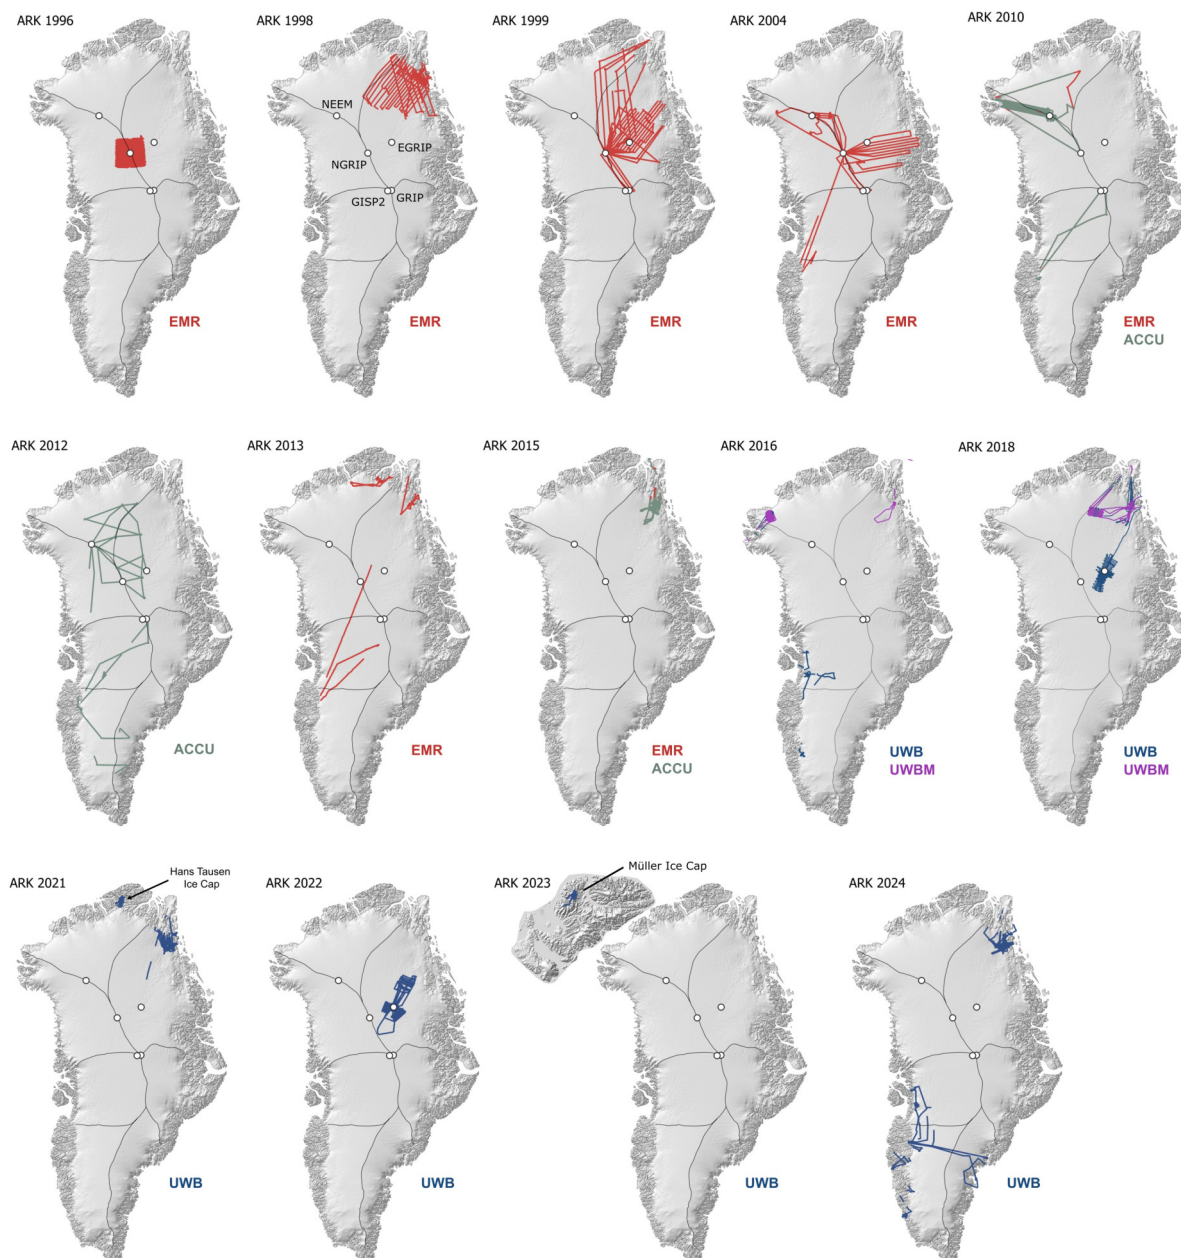 ARK 1996
ARK 1998
ARK 1999
ARK 2004
ARK 2010
NEEM
EGRIP
NGRIP
GISP2
GRIP
EMR
EMR
EMR
EMR
EMR
ACCU
ARK 2012
ARK 2013
ARK 2015
ARK 2016
ARK 2018
ACCU
EMR
EMR
ACCU
UWB
UWBM
UWB
UWBM
ARK 2021
Hans Tausen
Ice Cap
ARK 2022
ARK 2023
Müller Ice Cap
ARK 2024
UWB
UWB
UWB
UWB